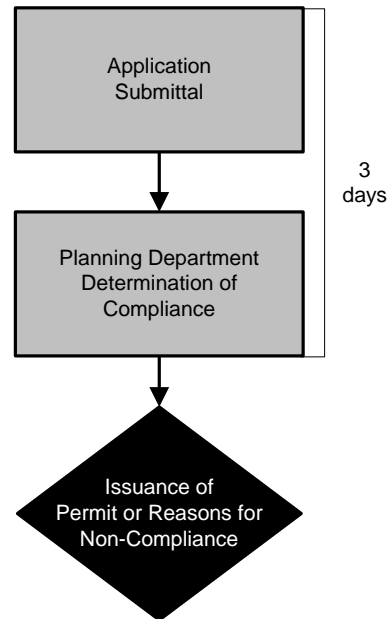 Application
Submittal
3
days
Planning Department
Determination of
Compliance
Issuance of
Permit or Reasons for
Non-Compliance